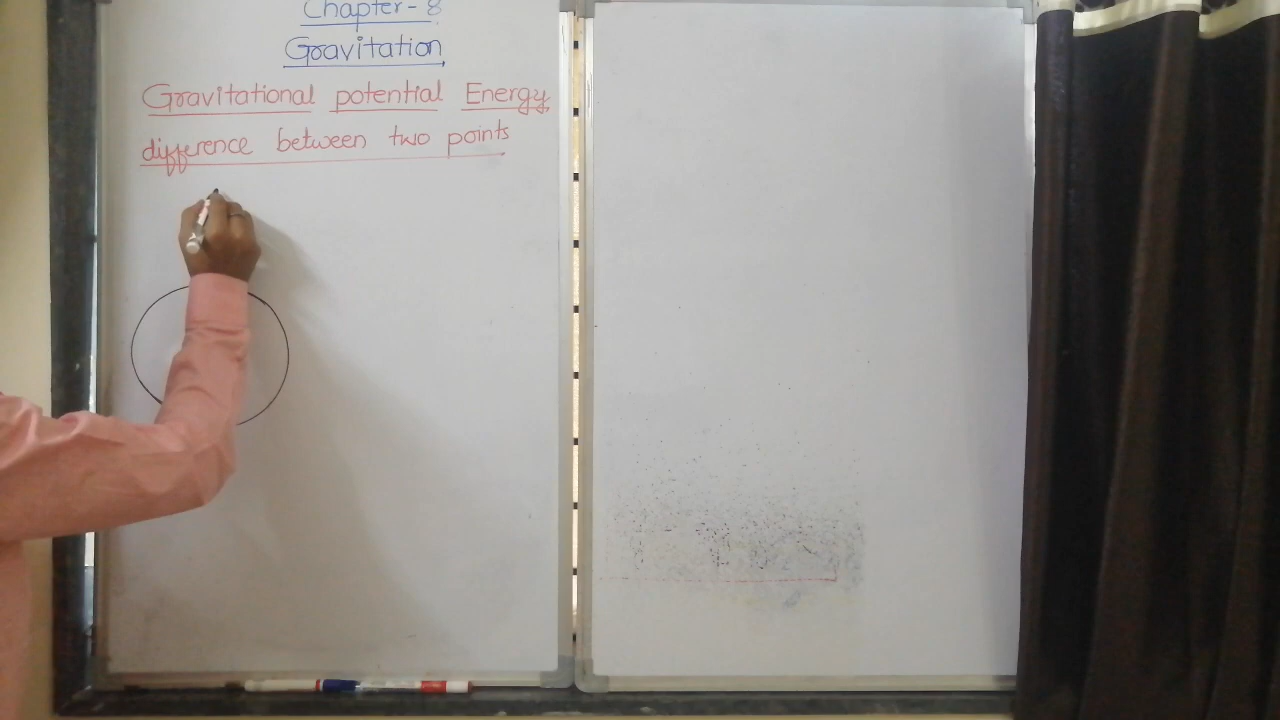 Chapter-8
Gravitation
Gravitational potential Energy
difference between two points